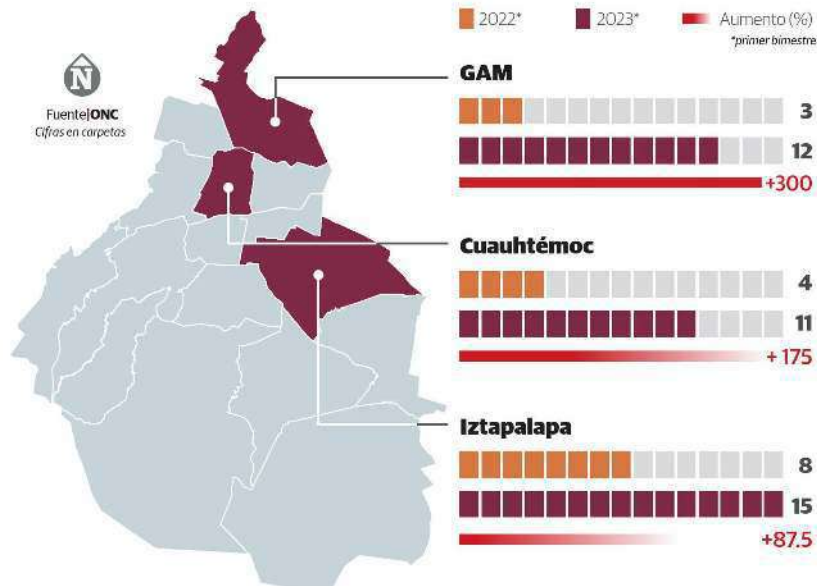 2022*
2023*
Aumento (%)
*primer bimestre
N
Fuente|ONC
Cifras en carpetas
GAM
3
12
+300
Cuauhtémoc
4
11
+ 175
Iztapalapa
8
15
+87.5